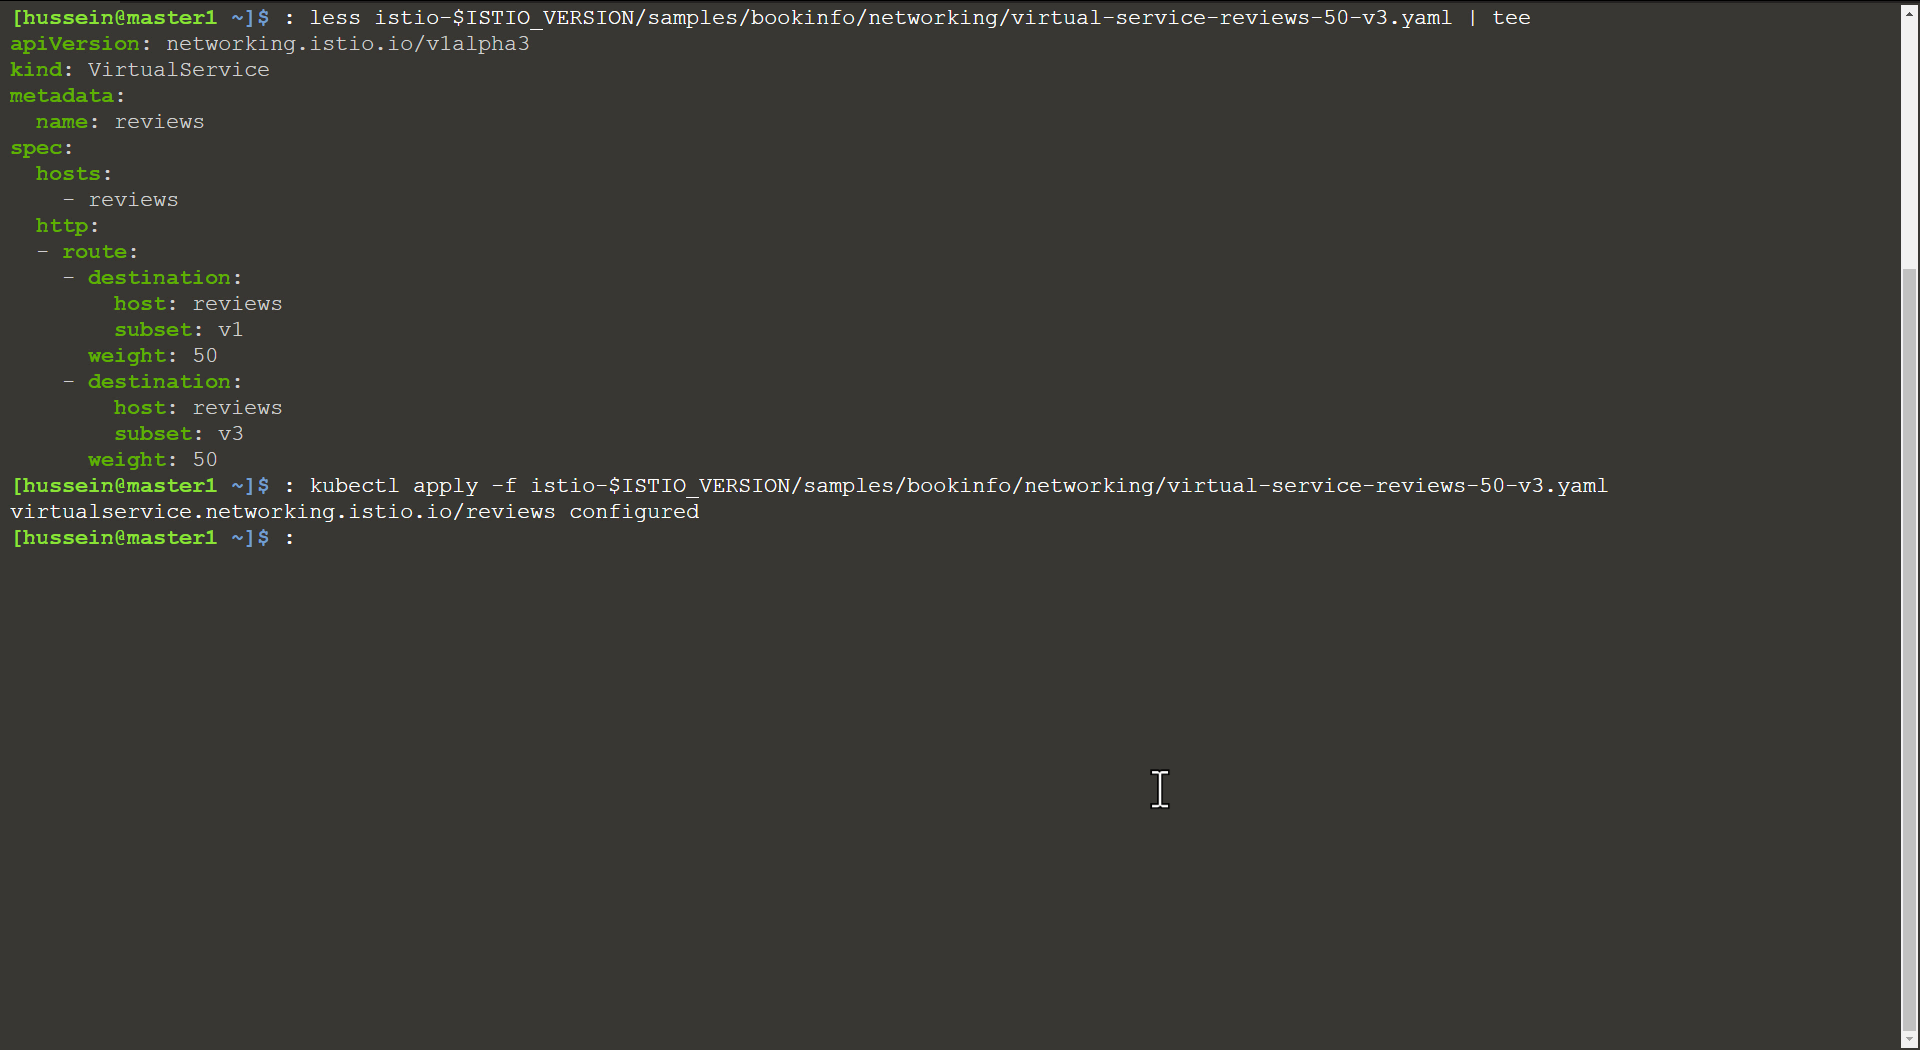 [hussein@master1 ~]$ : less istio-$ISTIO_VERSION/samples/bookinfo/networking/virtual-service-reviews-50-v3.yaml | tee
apiVersion: networking.istio.io/v1alpha3
kind: VirtualService
metadata:
  name: reviews
spec:
  hosts:
    - reviews
  http:
  - route:
    - destination:
        host: reviews
        subset: v1
      weight: 50
    - destination:
        host: reviews
        subset: v3
      weight: 50
[hussein@master1 ~]$ : kubectl apply -f istio-$ISTIO_VERSION/samples/bookinfo/networking/virtual-service-reviews-50-v3.yaml
virtualservice.networking.istio.io/reviews configured
[hussein@master1 ~]$ :